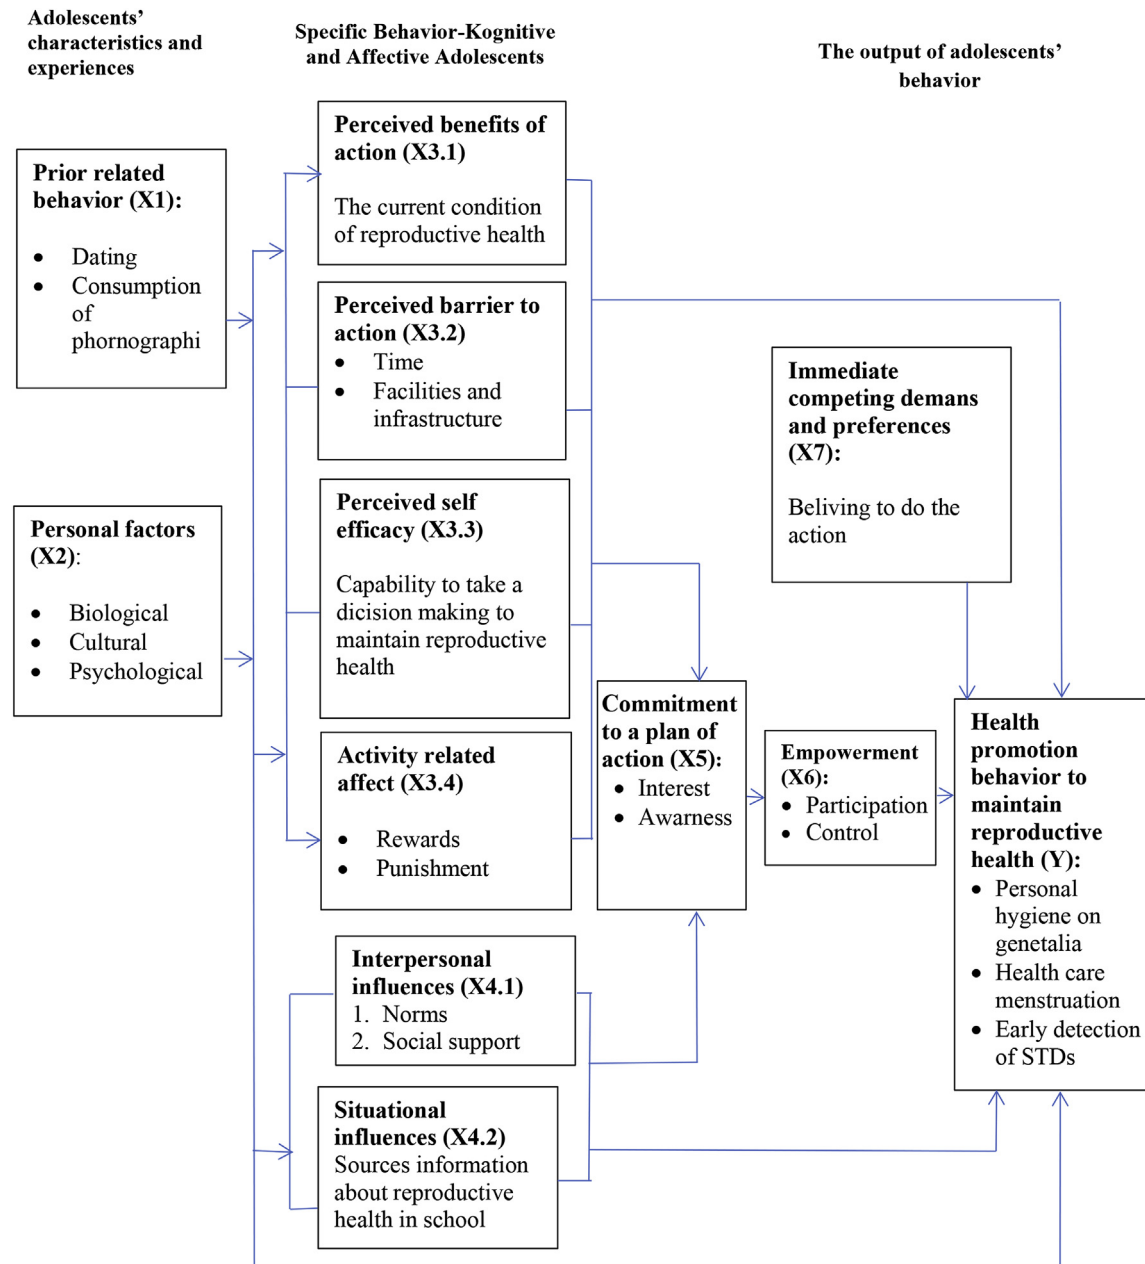 Adolescents'
characteristics and
experiences
Specific Behavior-Kognitive
and Affective Adolescents
The output of adolescents'
behavior
Prior related
behavior (X1):
• Dating
• Consumption
of
phornographi
Personal factors
(X2):
• Biological
• Cultural
• Psychological
Perceived benefits of
action (X3.1)
The current condition
of reproductive health
Perceived barrier to
action (X3.2)
• Time
• Facilities and
infrastructure
Perceived self
efficacy (X3.3)
Capability to take a
dicision making to
maintain reproductive
health
Activity related
affect (X3.4)
• Rewards
• Punishment
Interpersonal
influences (X4.1)
1. Norms
2. Social support
Situational
influences (X4.2)
Sources information
about reproductive
health in school
Commitment
to a plan of
action (X5):
• Interest
• Awarness
Empowerment
(X6):
• Participation
• Control
Immediate
competing demans
and preferences
(X7):
Beliving to do the
action
Health
promotion
behavior to
maintain
reproductive
health (Y):
• Personal
hygiene on
genetalia
• Health care
menstruation
• Early detection
of STDs